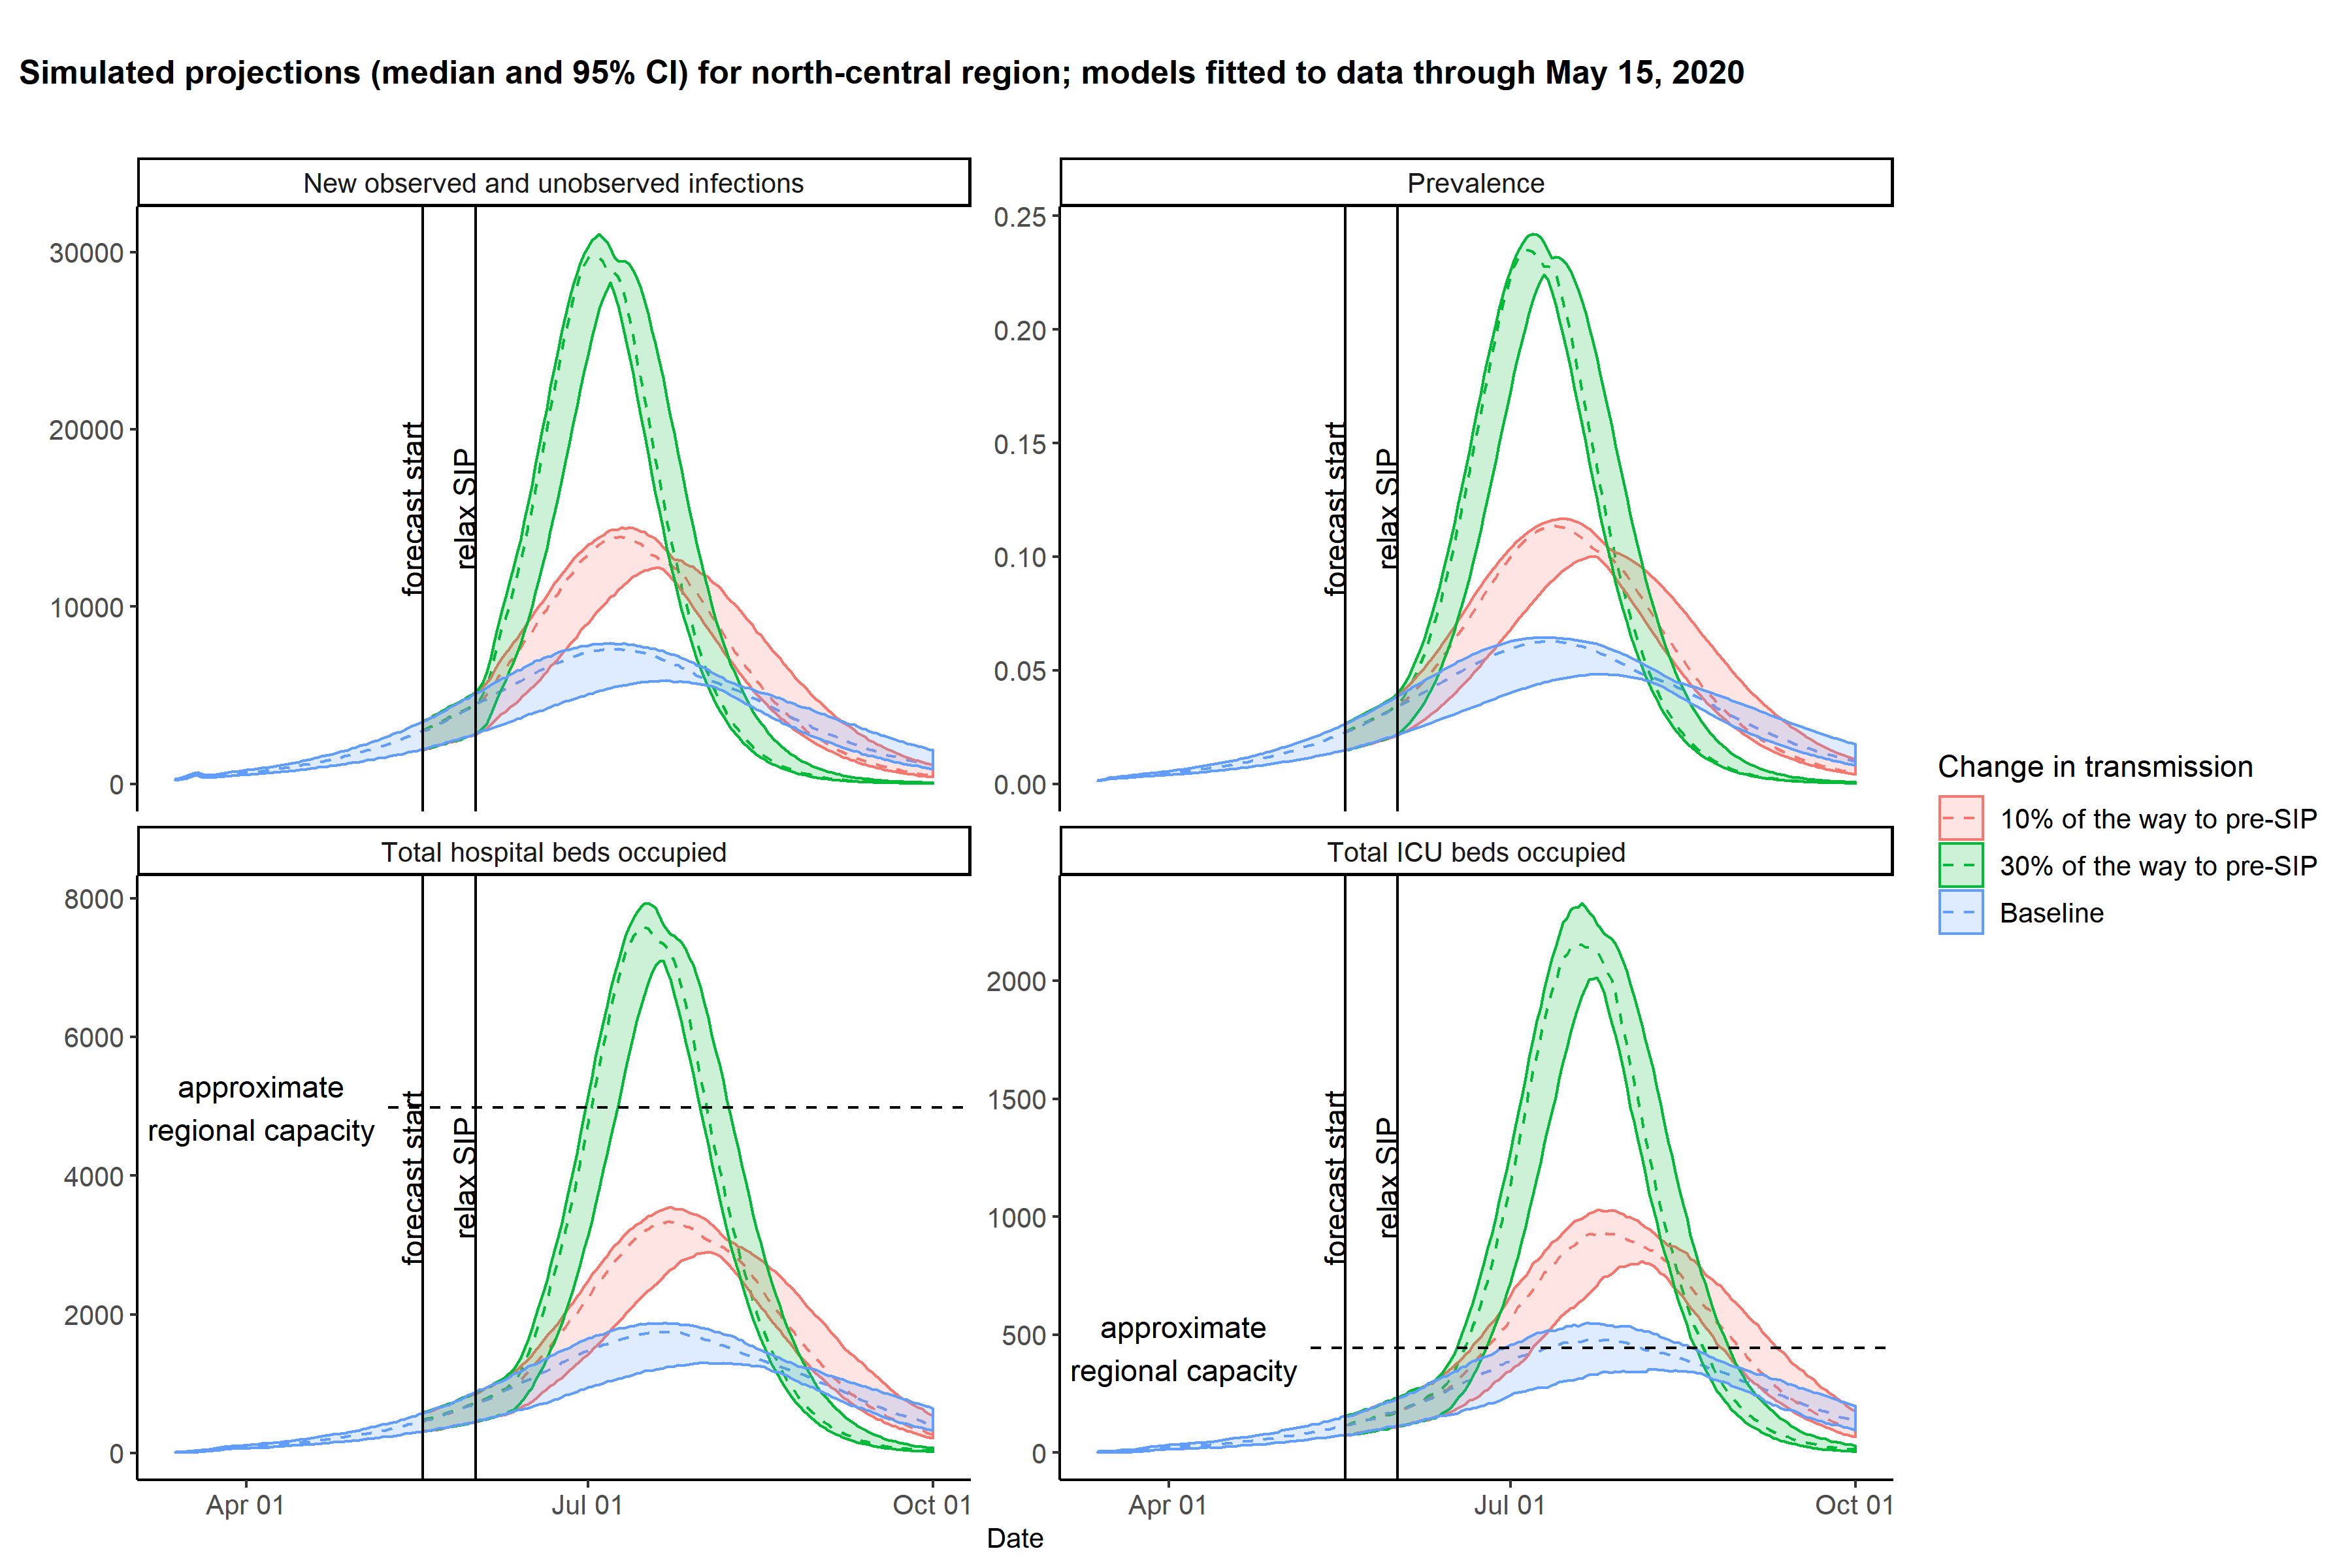 Simulated projections (median and 95% CI) for north-central region; models fitted to data through May 15, 2020
New observed and unobserved infections
30000
20000
10000
0
forecast start
relax SIP
Prevalence
0.25
0.20
0.15
0.10
0.05
0.00
forecast start
relax SIP
Total hospital beds occupied
8000
6000
4000
2000
0
approximate
regional capacity
forecast start
relax SIP
Apr 01
Jul 01
Oct 01
Total ICU beds occupied
2000
1500
1000
500
0
approximate
regional capacity
forecast start
relax SIP
Apr 01
Jul 01
Oct 01
Date
Change in transmission
10% of the way to pre-SIP
30% of the way to pre-SIP
Baseline